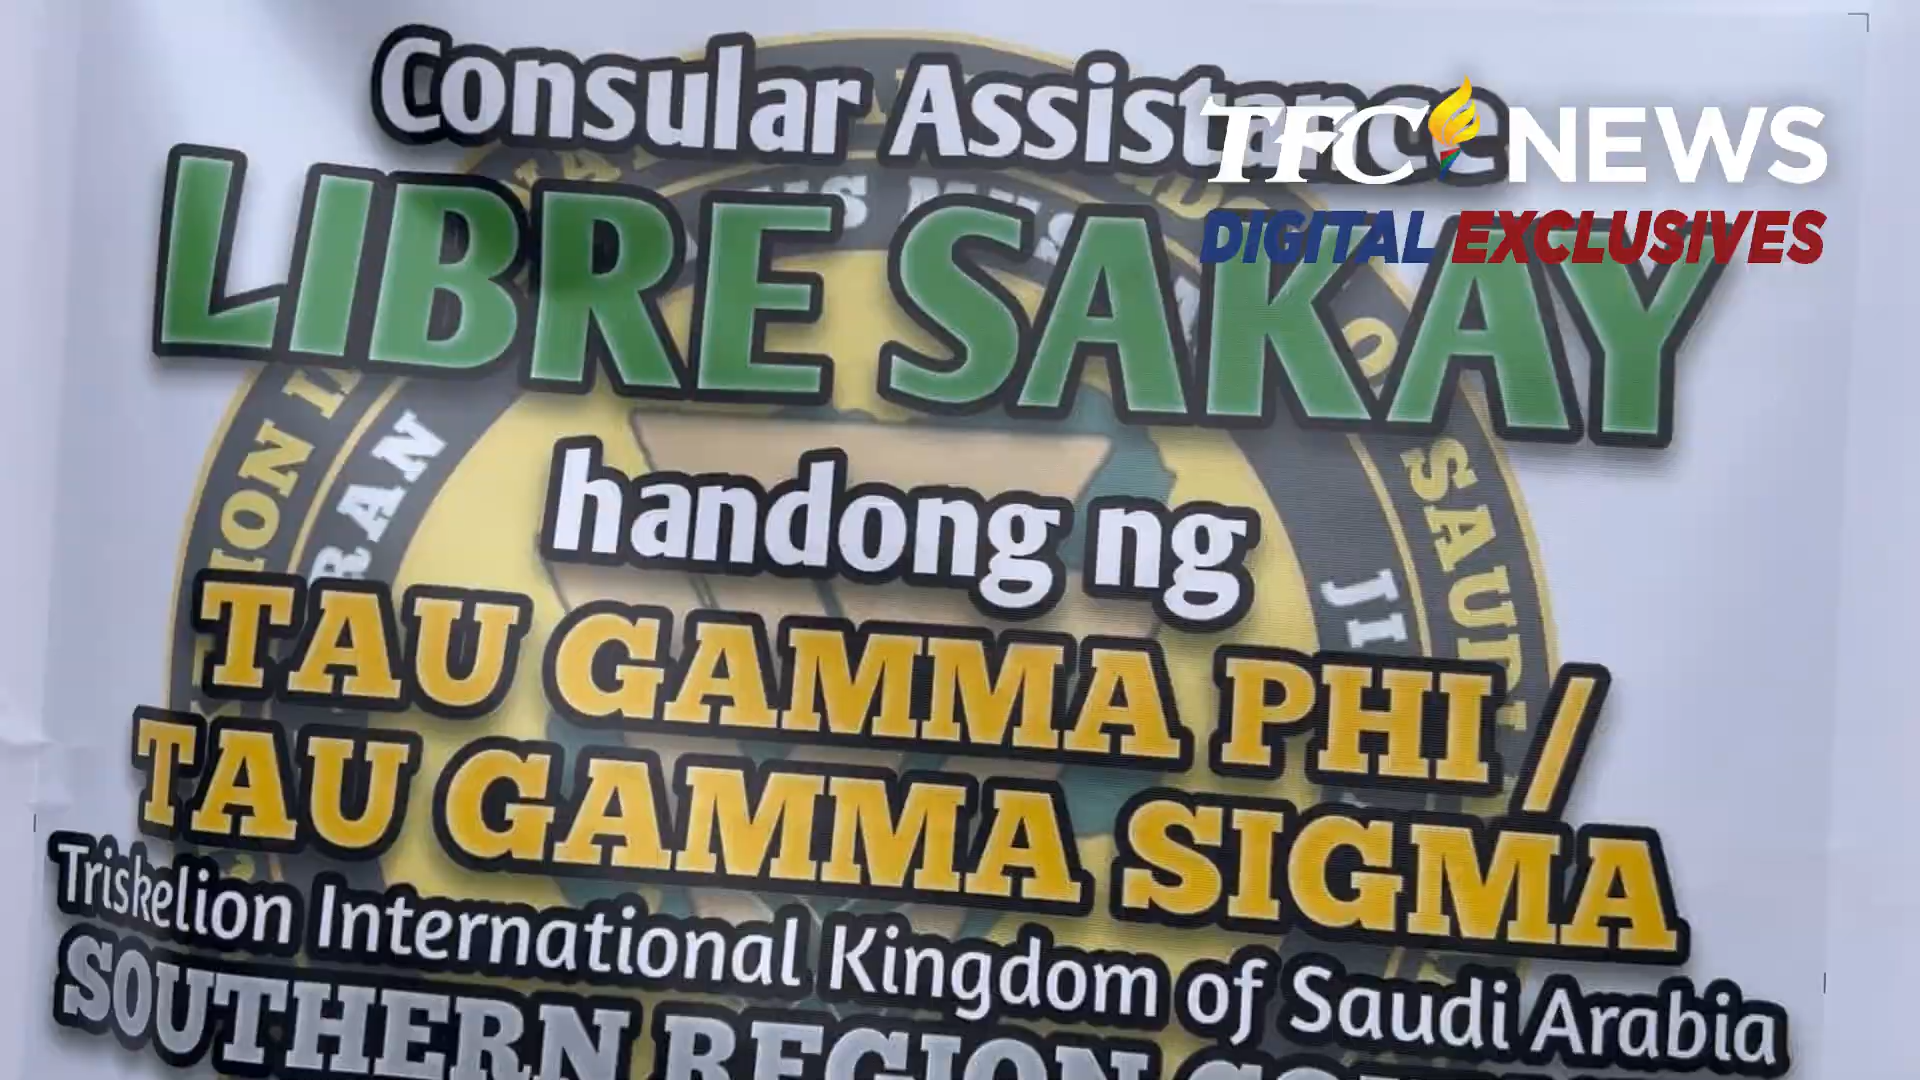 Consular Assistance
TFC NEWS
DIGITAL EXCLUSIVES
LIBRE SAKAY
handong ng
TAU GAMMA PHI /
TAU GAMMA SIGMA
Triskelion International Kingdom of Saudi Arabia
SOUTHERN REGION